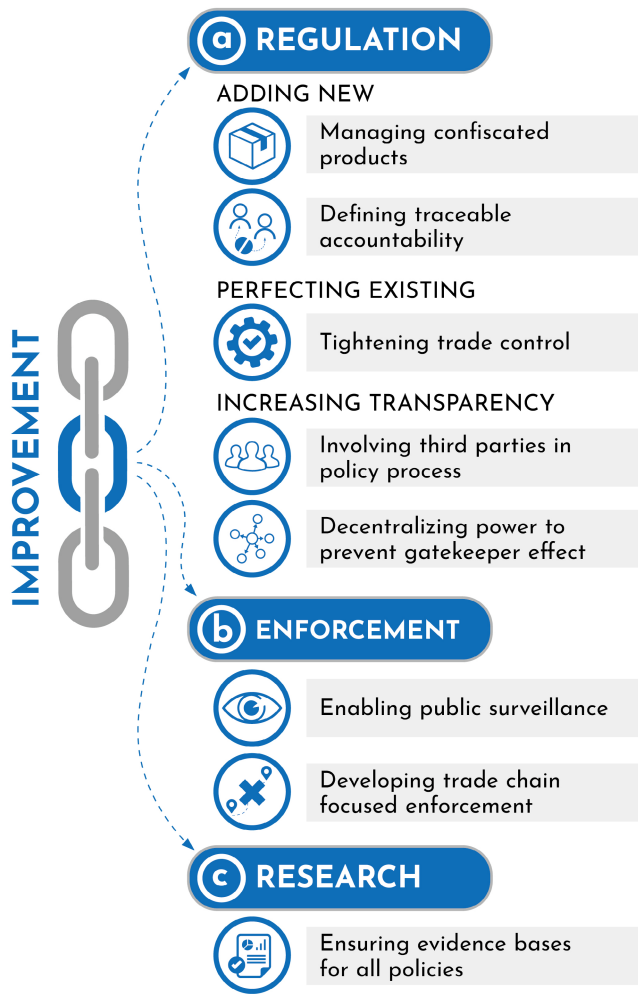 IMPROVEMENT
a REGULATION
ADDING NEW
Managing confiscated
products
Defining traceable
accountability
PERFECTING EXISTING
Tightening trade control
INCREASING TRANSPARENCY
Involving third parties in
policy process
Decentralizing power to
prevent gatekeeper effect
b ENFORCEMENT
Enabling public surveillance
Developing trade chain
focused enforcement
c RESEARCH
Ensuring evidence bases
for all policies